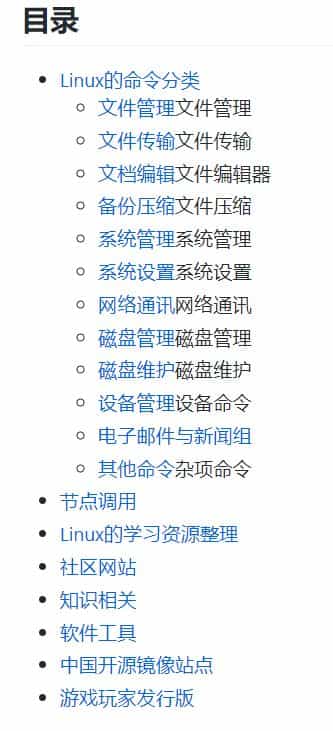 目录
Linux的命令分类
文件管理文件管理
文件传输文件传输
文档编辑文件编辑器
备份压缩文件压缩
系统管理系统管理
系统设置系统设置
网络通讯网络通讯
磁盘管理磁盘管理
磁盘维护磁盘维护
设备管理设备命令
电子邮件与新闻组
其他命令杂项命令
节点调用
Linux的学习资源整理
社区网站
知识相关
软件工具
中国开源镜像站点
游戏玩家发行版